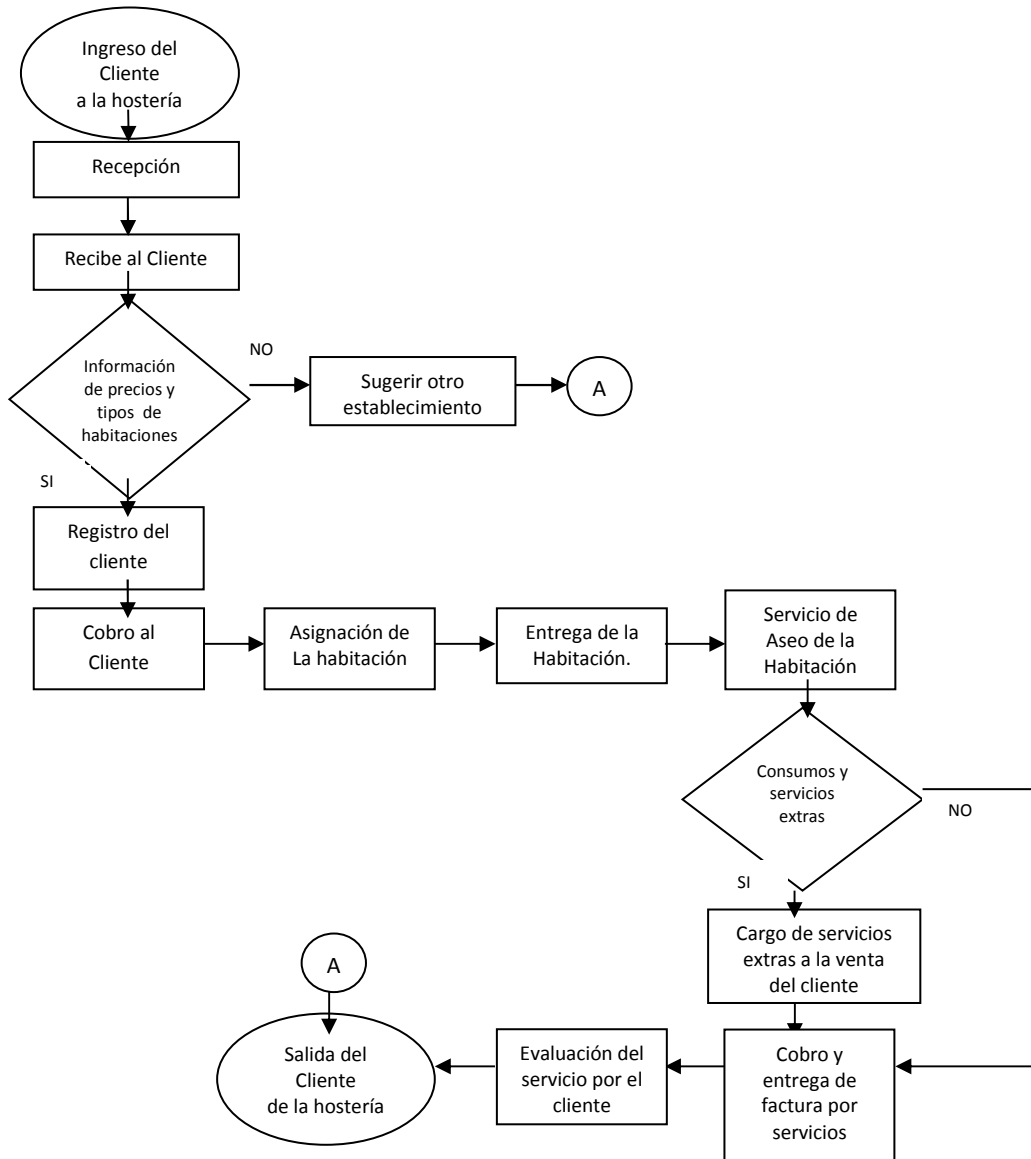 Ingreso del
Cliente
a la hostería
Recepción
Recibe al Cliente
Información
de precios y
tipos de
habitaciones
NO
Sugerir otro
establecimiento
A
SI
Registro del
cliente
Cobro al
Cliente
Asignación de
La habitación
Entrega de la
Habitación.
Servicio de
Aseo de la
Habitación
Consumos y
servicios
extras
NO
SI
Cargo de servicios
extras a la venta
del cliente
A
Salida del
Cliente
de la hostería
Evaluación del
servicio por el
cliente
Cobro y
entrega de
factura por
servicios